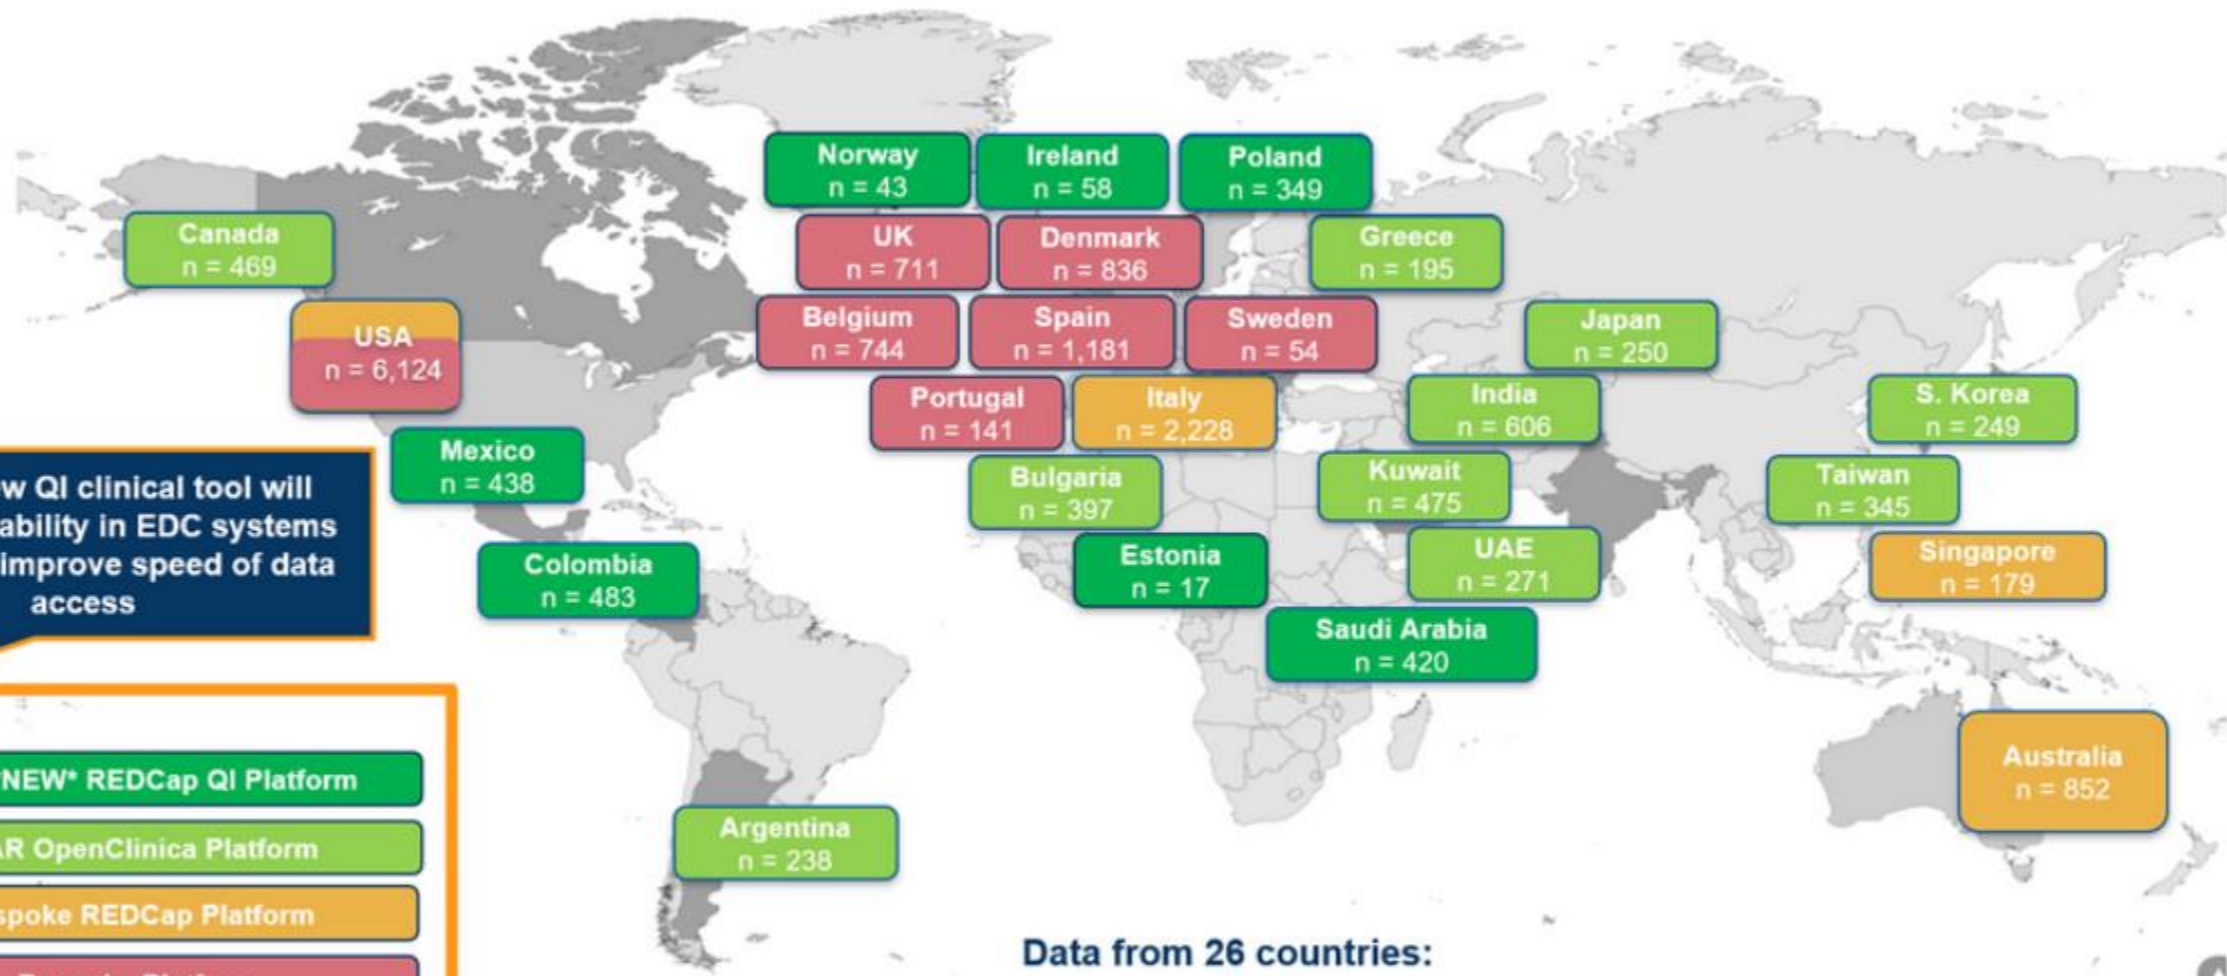 Norway
n = 43
Ireland
n = 58
Poland
n = 349
Canada
n = 469
UK
n = 711
Denmark
n = 836
Greece
n = 195
USA
n = 6,124
Belgium
n = 744
Spain
n = 1,181
Sweden
n = 54
Japan
n = 250
Portugal
n = 141
Italy
n = 2,228
India
n = 606
S. Korea
n = 249
Mexico
n = 438
Bulgaria
n = 397
Kuwait
n = 475
Taiwan
n = 345
w QI clinical tool will
ability in EDC systems
improve speed of data
access
Colombia
n = 483
Estonia
n = 17
UAE
n = 271
Singapore
n = 179
Saudi Arabia
n = 420
Australia
n = 852
NEW* REDCap QI Platform
AR OpenClinica Platform
spoke REDCap Platform
Argentina
n = 238
Data from 26 countries: